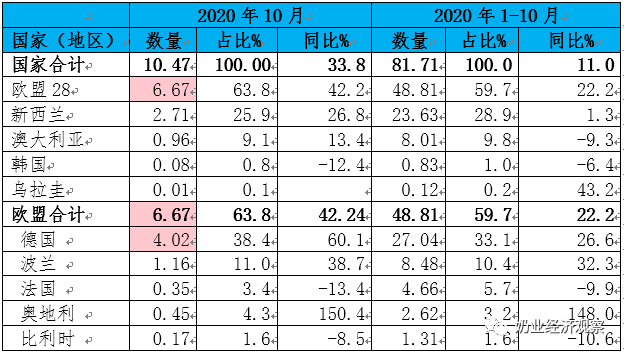 2020 年 10 月 2020 年 1-10 月
国家（地区） 数量 占比% 同比% 数量 占比% 同比%
国家合计 10.47 100.00 33.8 81.71 100.0 11.0
欧盟 28 6.67 63.8 42.2 48.81 59.7 22.2
新西兰 2.71 25.9 26.8 23.63 28.9 1.3
澳大利亚 0.96 9.1 13.4 8.01 9.8 -9.3
韩国 0.08 0.8 -12.4 0.83 1.0 -6.4
乌拉圭 0.01 0.1 0.12 0.2 43.2
欧盟合计 6.67 63.8 42.24 48.81 59.7 22.2
德国 4.02 38.4 60.1 27.04 33.1 26.6
波兰 1.16 11.0 38.7 8.48 10.4 32.3
法国 0.35 3.4 -13.4 4.66 5.7 -9.9
奥地利 0.45 4.3 150.4 2.62 3.2 148.0
比利时 0.17 1.6 -8.5 1.31 1.6 -10.6
奶业经济观察